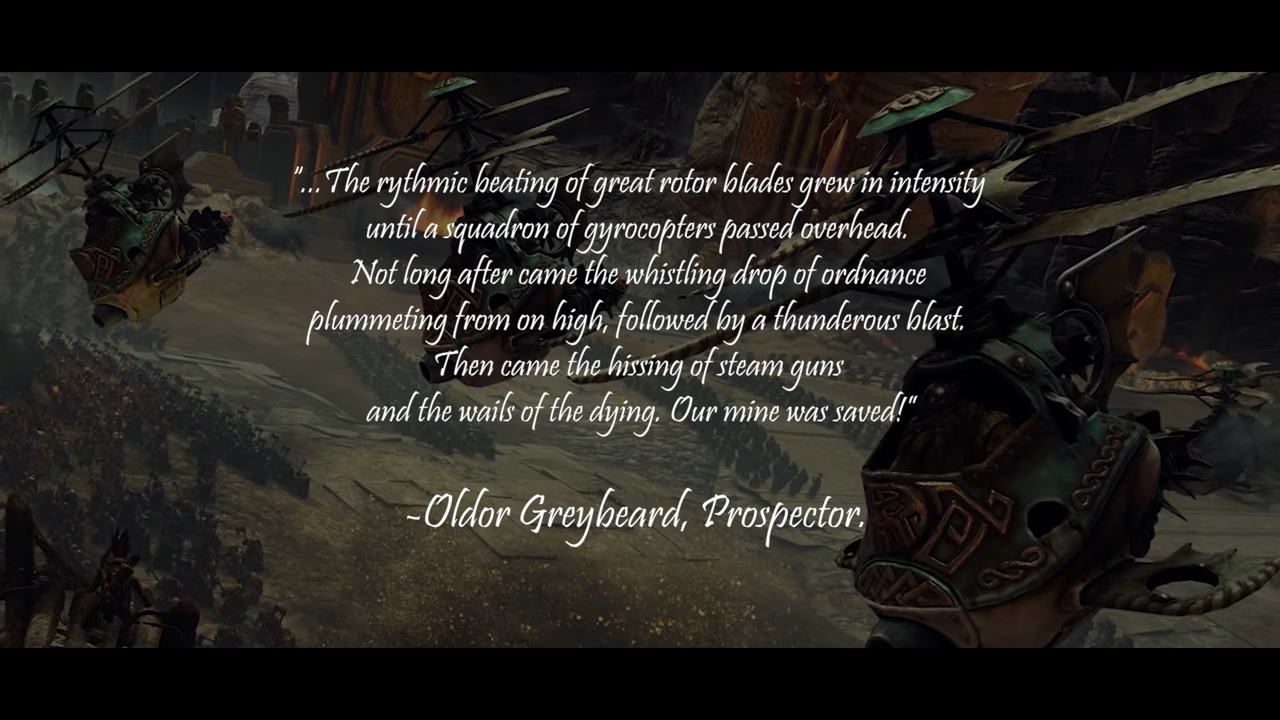 "...The rythmic beating of great rotor blades grew in intensity
until a squadron of gyrocopters passed overhead.
Not long after came the whistling drop of ordnance
plummeting from on high, followed by a thunderous blast.
Then came the hissing of steam guns
and the wails of the dying. Our mine was saved!"
~Oldor Greybeard, Prospector.